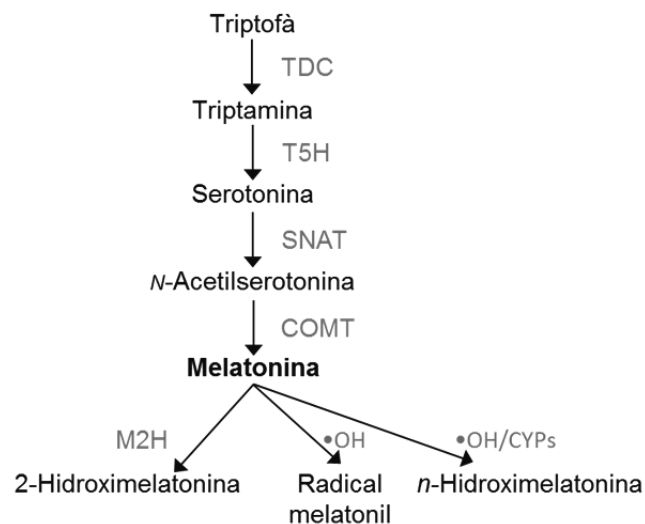 Triptofà
TDC
Triptamina
T5H
Serotonina
SNAT
N-Acetilserotonina
COMT
Melatonina
M2H
•OH
•OH/CYPs
2-Hidroximelatonina
Radical
melatonil
n-Hidroximelatonina